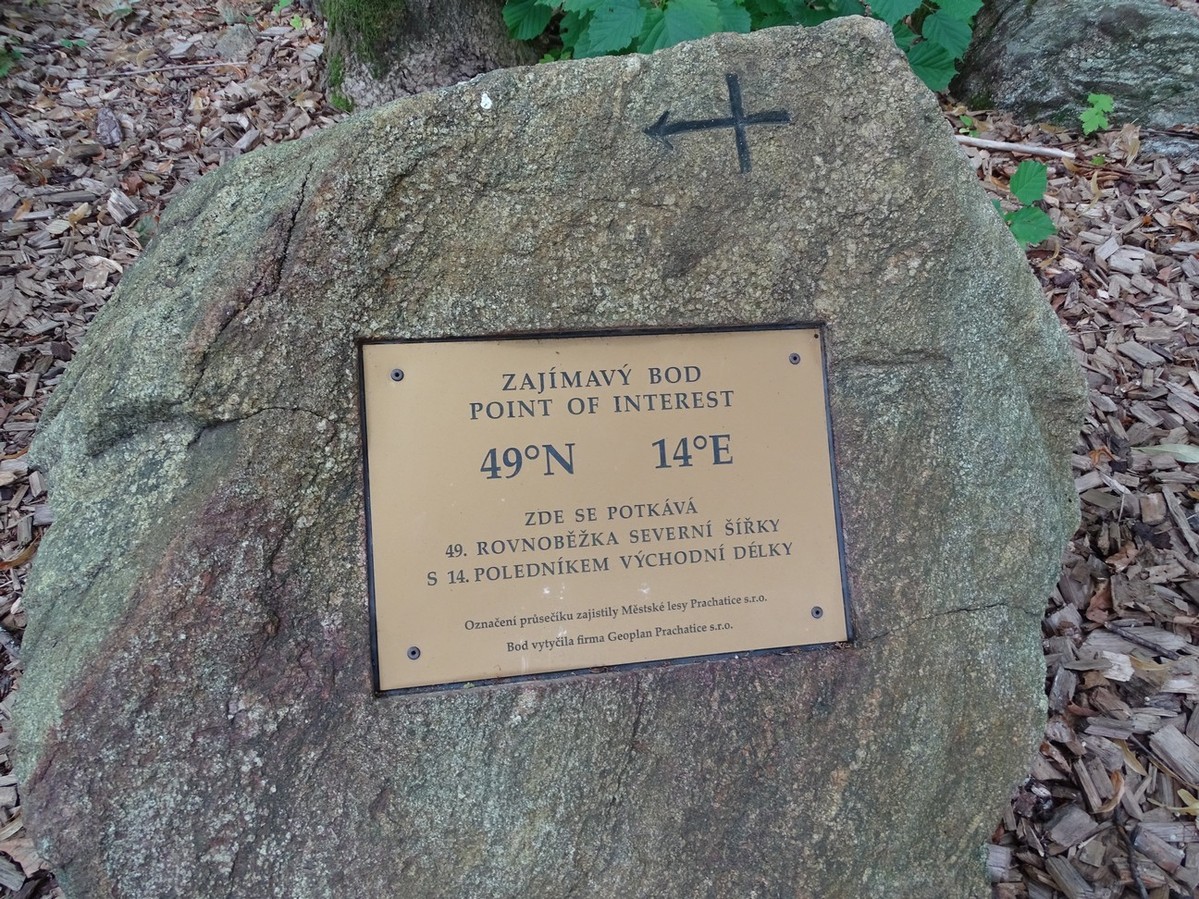 ZAJÍMAVÝ BOD
POINT OF INTEREST
49°N 14°E
ZDE SE POTKÁVÁ
49. ROVNOBĚŽKA SEVERNÍ ŠÍŘKY
S 14. POLEDNÍKEM VÝCHODNÍ DÉLKY
Označení průsečíku zajistily Městské lesy Prachatice s.r.o.
Bod vytyčila firma Geoplan Prachatice s.r.o.